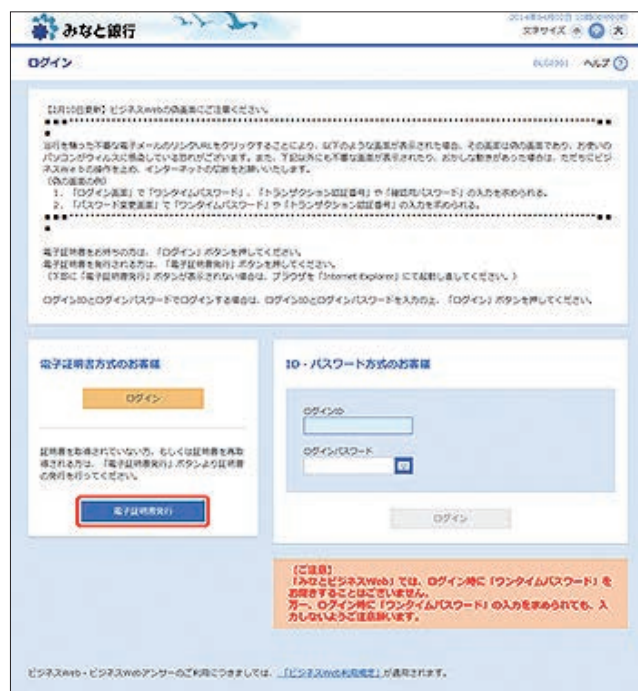 みなと銀行
文字サイズ 小 中 大
ログイン
ヘルプ ?
【2月10日更新】ビジネスWebの偽画面にご注意ください。
当行を騙った不審な電子メールのリンクURLをクリックすることにより、以下のような画面が表示された場合、その画面は偽の画面であり、お使いの
パソコンがウィルスに感染している恐れがございます。また、下記以外にも不審な画面が表示されたり、おかしな動きがあった場合は、ただちにビジ
ネスWebの操作を止め、インターネットの切断をお願いいたします。
(偽の画面の例)
1. 「ログイン画面」で「ワンタイムパスワード」、「トランザクション認証番号」や「確認用パスワード」の入力を求められる。
2. 「パスワード変更画面」で「ワンタイムパスワード」や「トランザクション認証番号」の入力を求められる。
電子証明書をお持ちの方は、「ログイン」ボタンを押してください。
電子証明書を発行される方は、「電子証明書発行」ボタンを押してください。
(下部に「電子証明書発行」ボタンが表示されない場合は、ブラウザを「Internet Explorer」にて起動し直してください。)
ログインIDとログインパスワードでログインする場合は、ログインIDとログインパスワードを入力の上、「ログイン」ボタンを押してください。
電子証明書方式のお客様
ログイン
証明書を取得されていない方、もしくは証明書を再取
得される方は、「電子証明書発行」ボタンより証明書
の発行を行ってください。
電子証明書発行
ID・パスワード方式のお客様
ログインID
ログインパスワード
ログイン
【ご注意】
「みなとビジネスWeb」では、ログイン時に「ワンタイムパスワード」を
お聞きすることはございません。
万一、ログイン時に「ワンタイムパスワード」の入力を求められても、入
力しないようご注意願います。
ビジネスWeb・ビジネスWebアンサーのご利用につきましては、「ビジネスWeb利用規定」が適用されます。